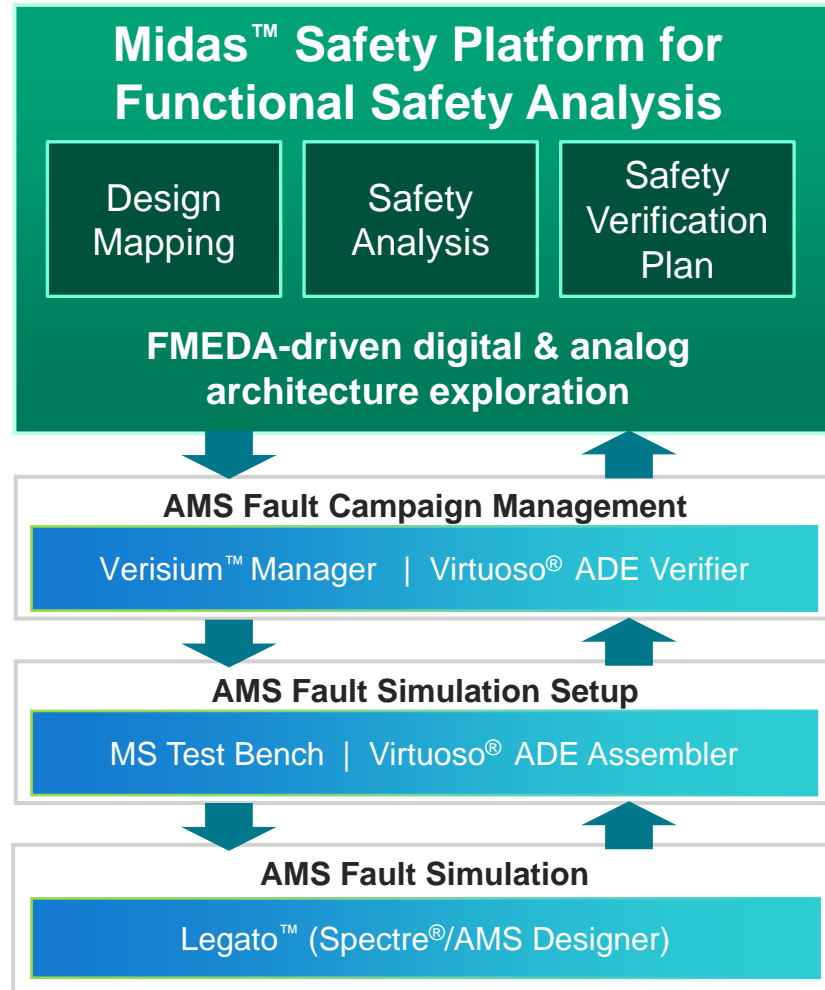 Midas™ Safety Platform for
Functional Safety Analysis
Design
Mapping
Safety
Analysis
Safety
Verification
Plan
FMEDA-driven digital & analog
architecture exploration
AMS Fault Campaign Management
Verisium™ Manager | Virtuoso® ADE Verifier
AMS Fault Simulation Setup
MS Test Bench | Virtuoso® ADE Assembler
AMS Fault Simulation
Legato™ (Spectre®/AMS Designer)